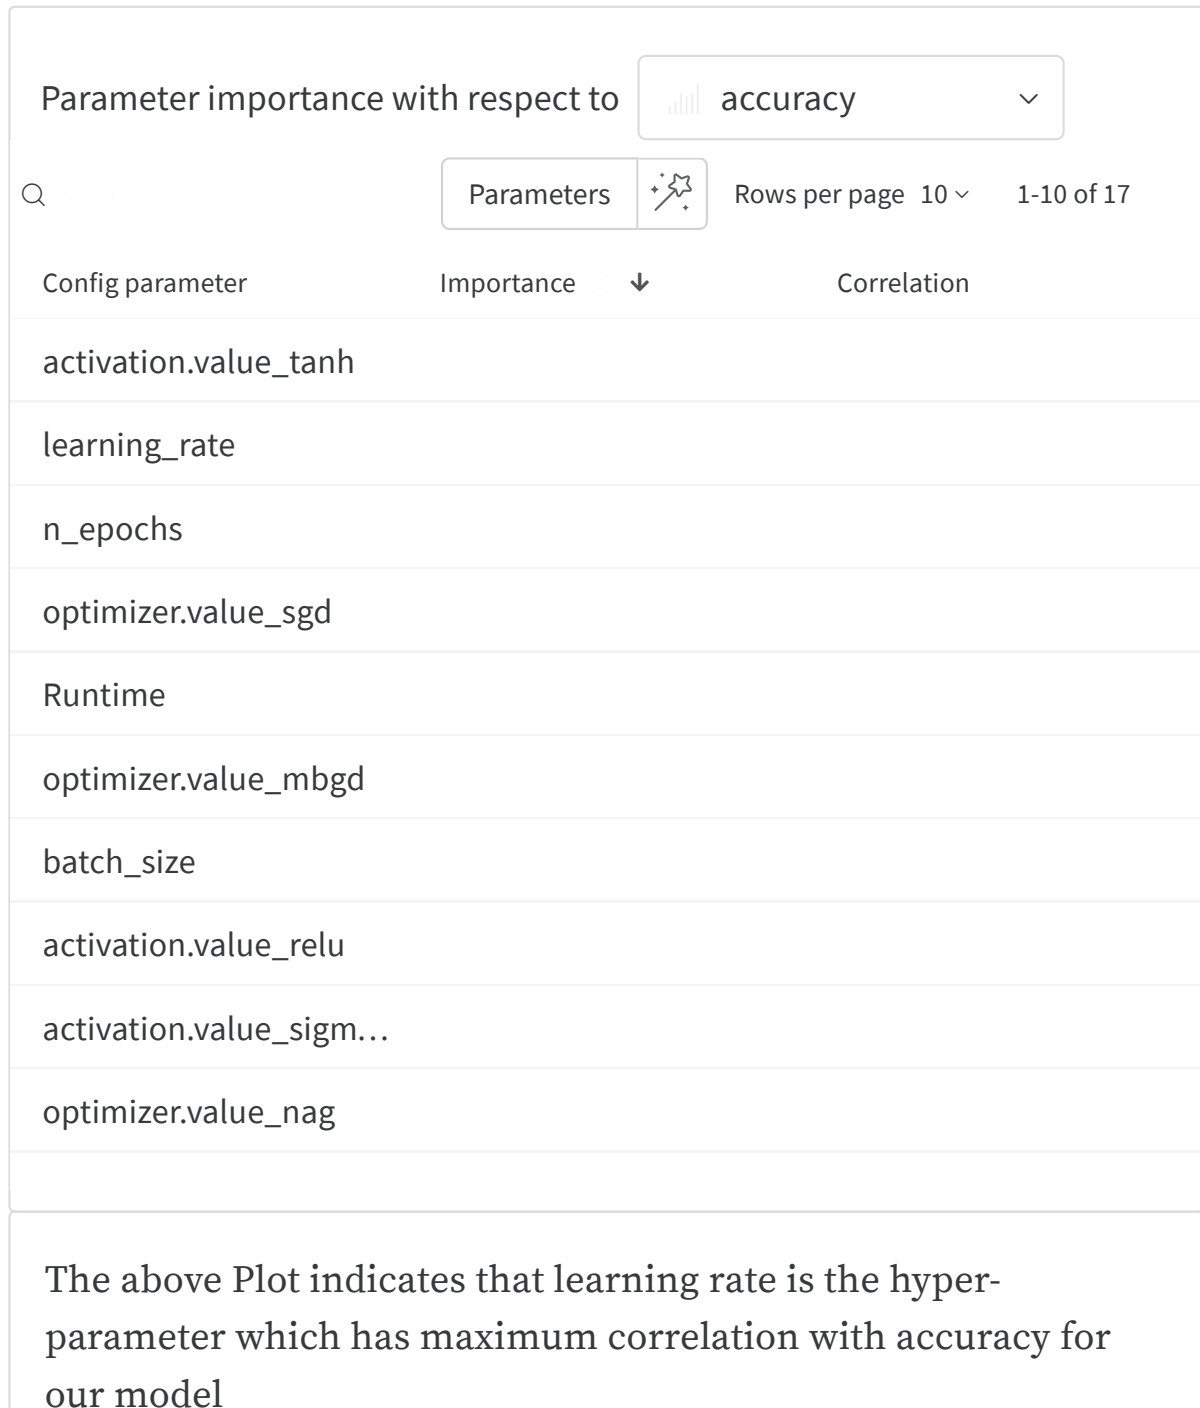 Parameter importance with respect to accuracy
Parameters Rows per page 10 1-10 of 17
Config parameter Importance Correlation
activation.value_tanh
learning_rate
n_epochs
optimizer.value_sgd
Runtime
optimizer.value_mbgd
batch_size
activation.value_relu
activation.value_sigm...
optimizer.value_nag
The above Plot indicates that learning rate is the hyper-
parameter which has maximum correlation with accuracy for
our model